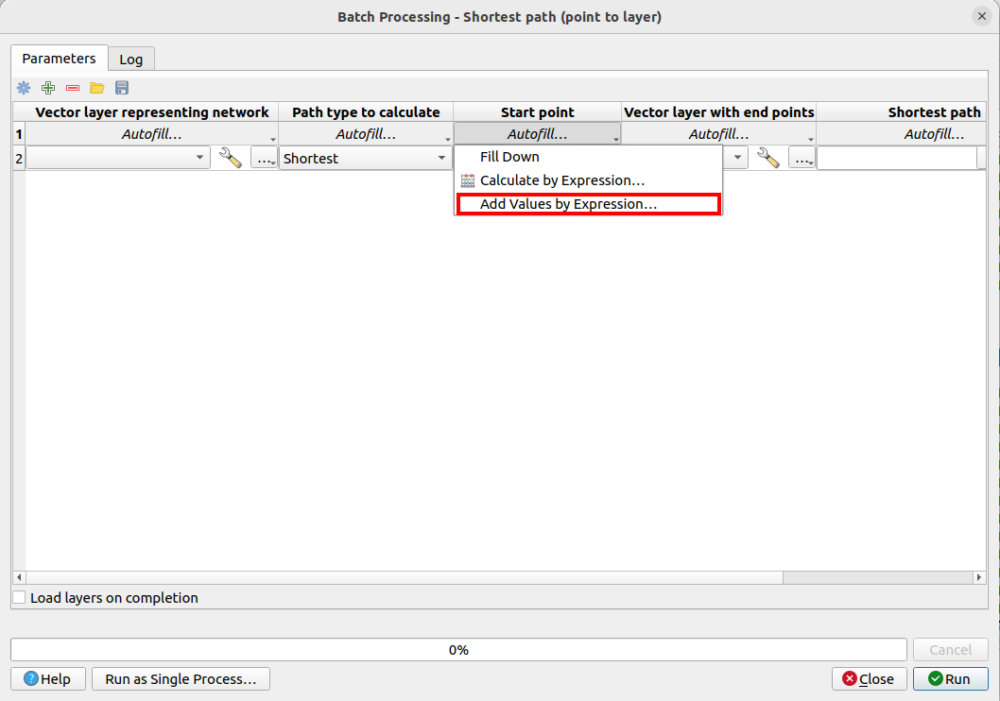 Batch Processing - Shortest path (point to layer)
Parameters
Log
Vector layer representing network
Path type to calculate
Start point
Vector layer with end points
Shortest path
1
Autofill…
Autofill…
Autofill…
Autofill…
Autofill…
2
…
Shortest
…
Fill Down
Calculate by Expression…
Add Values by Expression…
Load layers on completion
0%
Cancel
Help
Run as Single Process…
Close
Run